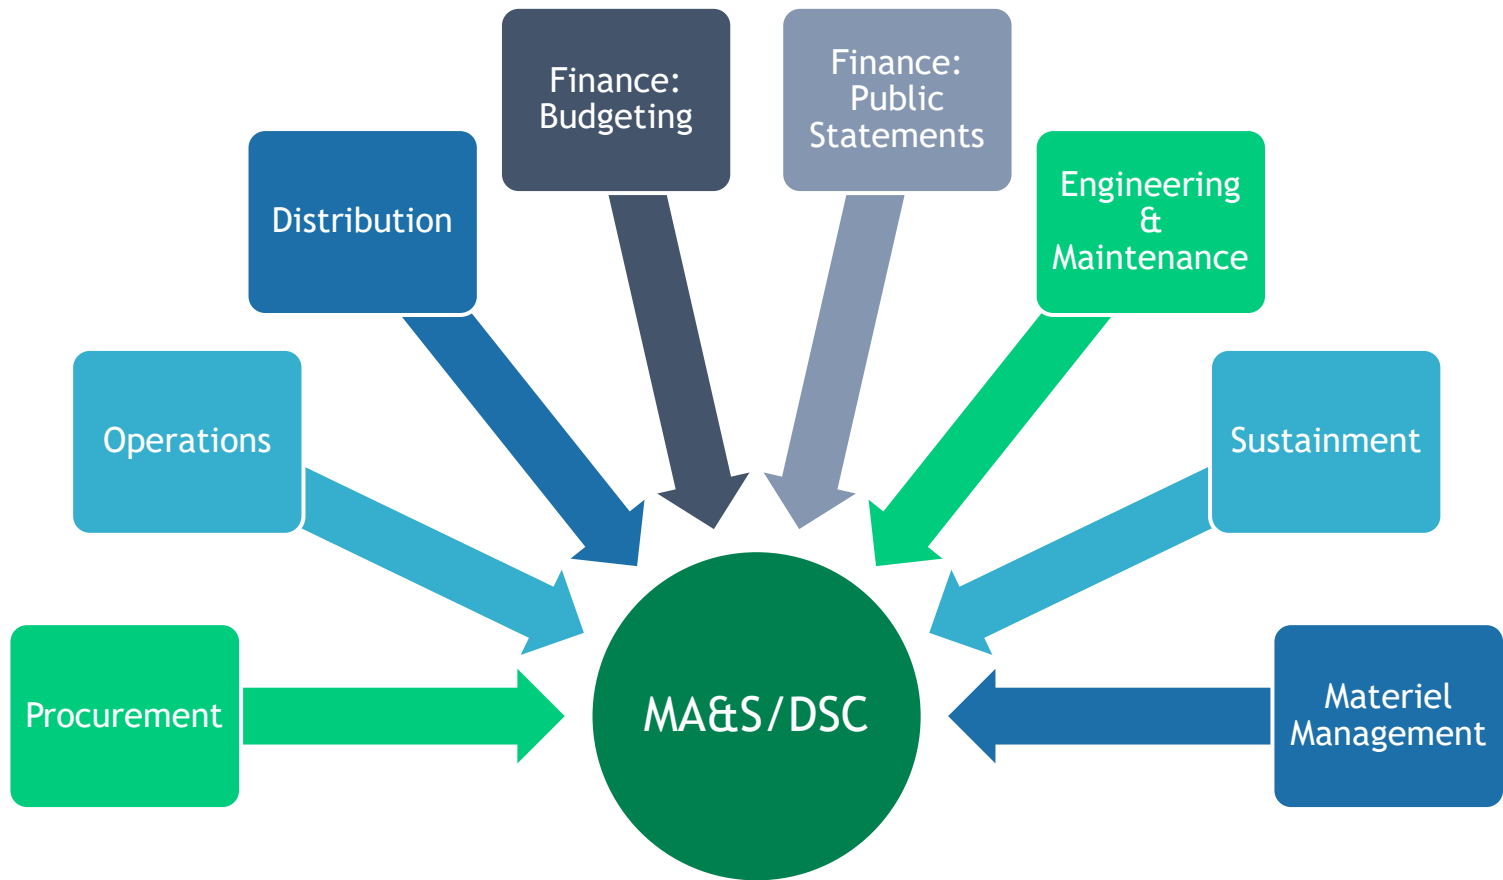 Finance:
Budgeting
Finance:
Public
Statements
Distribution
Engineering
&
Maintenance
Operations
Sustainment
Procurement
MA&S/DSC
Materiel
Management